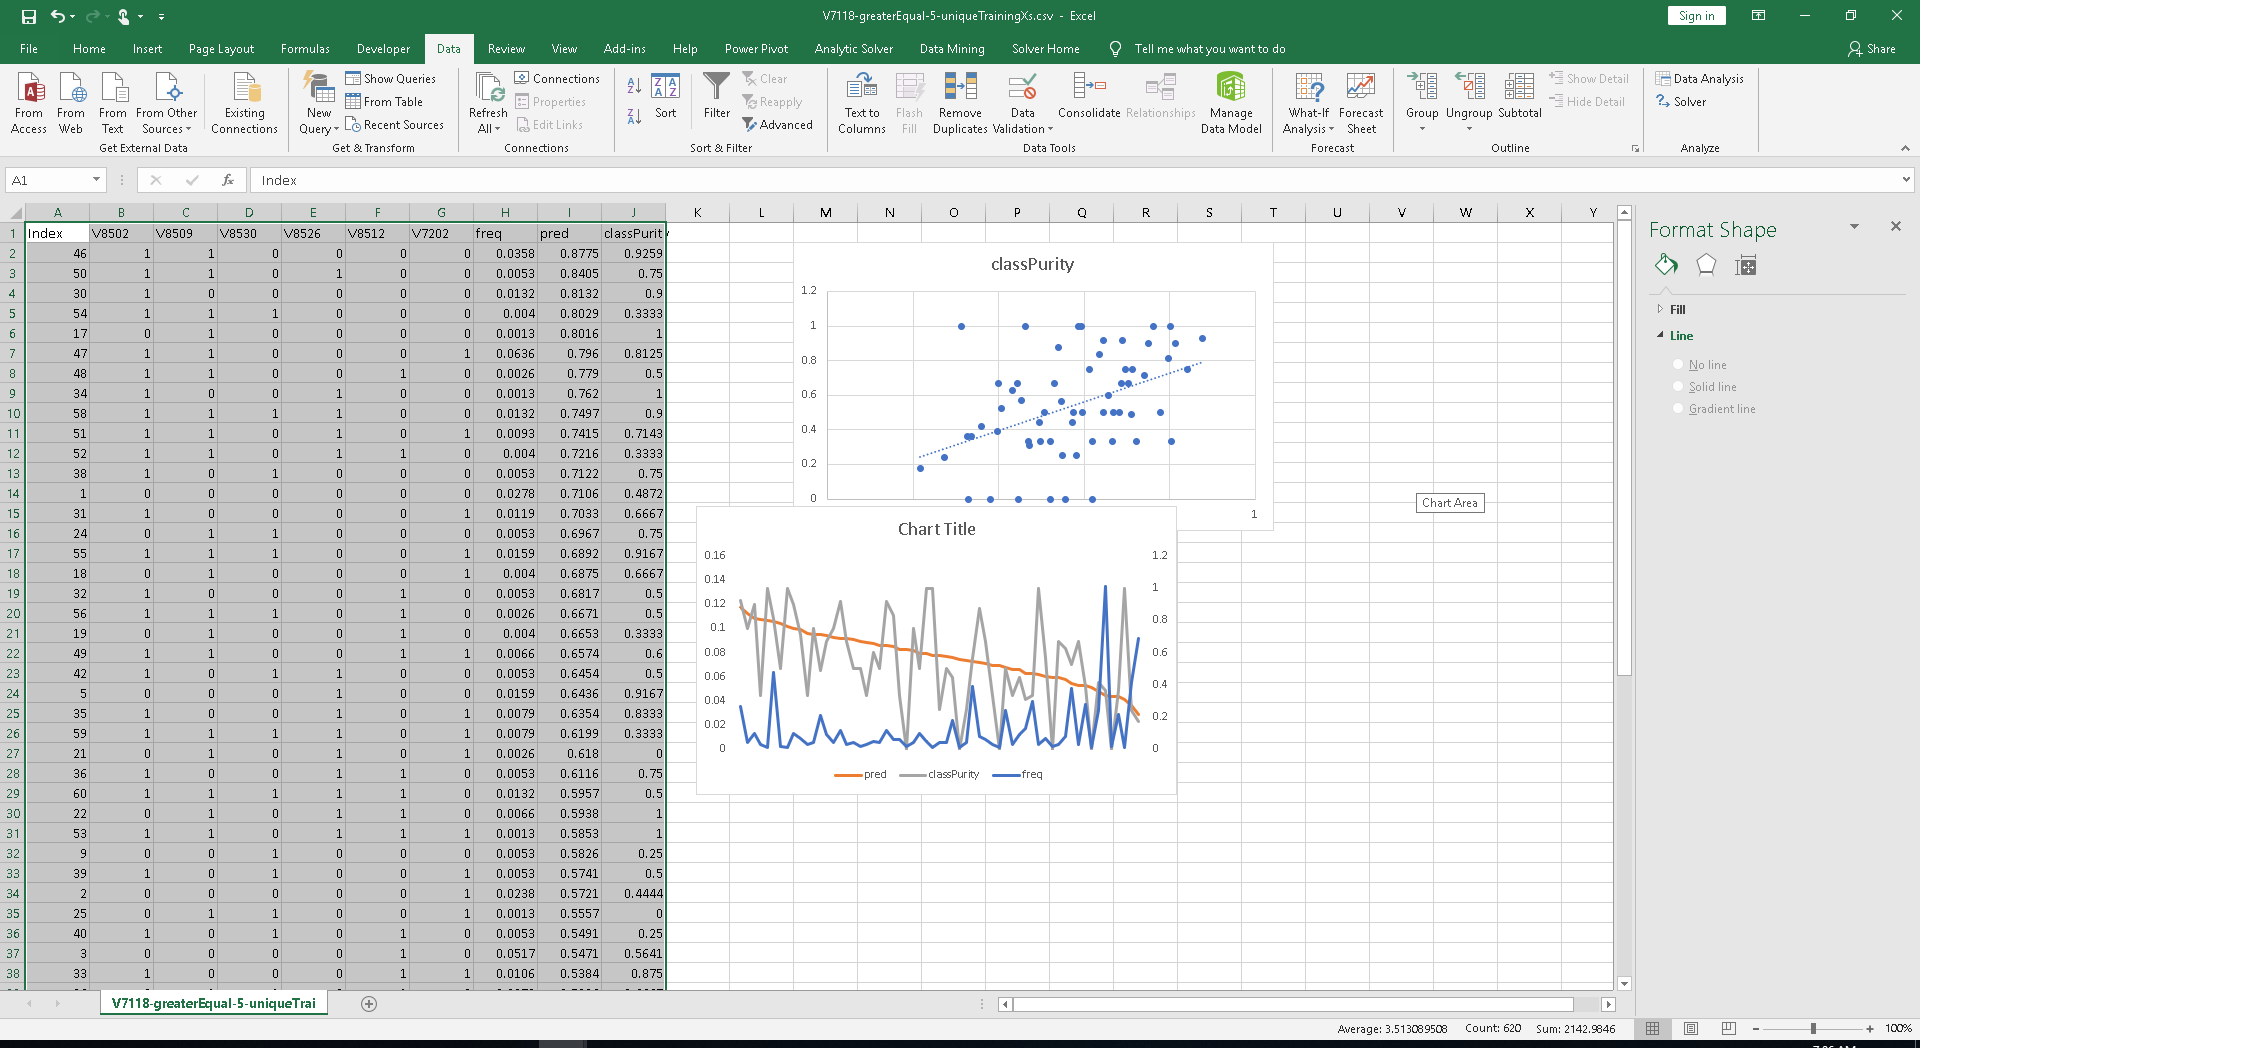 V7118-greaterEqual-5-uniqueTrainingXs.csv - Excel
Sign in
File Home Insert Page Layout Formulas Developer Data Review View Add-ins Help Power Pivot Analytic Solver Data Mining Solver Home Tell me what you want to do Share
From Access
From Web
From Text
From Other Sources
Existing Connections
Get External Data
New Query
Show Queries
From Table
Recent Sources
Get & Transform
Refresh All
Connections
Properties
Edit Links
Connections
Sort
Filter
Clear
Reapply
Advanced
Sort & Filter
Text to Columns
Flash Fill
Remove Duplicates
Data Validation
Consolidate
Relationships
Manage Data Model
Data Tools
What-If Analysis
Forecast Sheet
Forecast
Group
Ungroup
Subtotal
Show Detail
Hide Detail
Outline
Data Analysis
Solver
Analyze
A1 fx Index
A B C D E F G H I J K L M N O P Q R S T U V W X Y
1 Index V8502 V8509 V8530 V8526 V8512 V7202 freq pred classPurity
2 46 1 1 0 0 0 0 0.0358 0.8775 0.9259
3 50 1 1 0 1 0 0 0.0053 0.8405 0.75
4 30 1 0 0 0 0 0 0.0132 0.8132 0.9
5 54 1 1 1 0 0 0 0.004 0.8029 0.3333
6 17 0 1 0 0 0 0 0.0013 0.8016 1
7 47 1 1 0 0 0 1 0.0636 0.796 0.8125
8 48 1 1 0 0 1 0 0.0026 0.779 0.5
9 34 1 0 0 1 0 0 0.0013 0.762 1
10 58 1 1 1 1 0 0 0.0132 0.7497 0.9
11 51 1 1 0 1 0 1 0.0093 0.7415 0.7143
12 52 1 1 0 1 1 0 0.004 0.7216 0.3333
13 38 1 0 1 0 0 0 0.0053 0.7122 0.75
14 1 0 0 0 0 0 0 0.0278 0.7106 0.4872
15 31 1 0 0 0 0 1 0.0119 0.7033 0.6667
16 24 0 1 1 0 0 0 0.0053 0.6967 0.75
17 55 1 1 1 0 0 1 0.0159 0.6892 0.9167
18 18 0 1 0 0 0 1 0.004 0.6875 0.6667
19 32 1 0 0 0 1 0 0.0053 0.6817 0.5
20 56 1 1 1 0 1 0 0.0026 0.6671 0.5
21 19 0 1 0 0 1 0 0.004 0.6653 0.3333
22 49 1 1 0 0 1 1 0.0066 0.6574 0.6
23 42 1 0 1 1 0 0 0.0053 0.6454 0.5
24 5 0 0 0 1 0 0 0.0159 0.6436 0.9167
25 35 1 0 0 1 0 1 0.0079 0.6354 0.8333
26 59 1 1 1 1 0 1 0.0079 0.6199 0.3333
27 21 0 1 0 1 0 1 0.0026 0.618 0
28 36 1 0 0 1 1 0 0.0053 0.6116 0.75
29 60 1 1 1 1 1 0 0.0132 0.5957 0.5
30 22 0 1 0 1 1 0 0.0066 0.5938 1
31 53 1 1 0 1 1 1 0.0013 0.5853 1
32 9 0 0 1 0 0 0 0.0053 0.5826 0.25
33 39 1 0 1 0 0 1 0.0053 0.5741 0.5
34 2 0 0 0 0 0 1 0.0238 0.5721 0.4444
35 25 0 1 1 0 0 1 0.0013 0.5557 0
36 40 1 0 1 0 1 0 0.0053 0.5491 0.25
37 3 0 0 0 0 1 0 0.0517 0.5471 0.5641
38 33 1 0 0 0 1 1 0.0106 0.5384 0.875
classPurity
1.2
1
0.8
0.6
0.4
0.2
0
1
Chart Area
Chart Title
0.16 1.2
0.14 1
0.12 0.8
0.1 0.6
0.08 0.4
0.06 0.2
0.04 0
0.02
0
pred classPurity freq
Format Shape
Fill
Line
No line
Solid line
Gradient line
V7118-greaterEqual-5-uniqueTrai
Average: 3.513089508 Count: 620 Sum: 2142.9846 100%